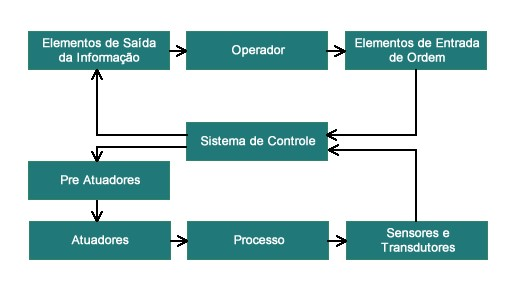 Elementos de Saída
da Informação
Operador
Elementos de Entrada
de Ordem
Sistema de Controle
Pre Atuadores
Atuadores
Processo
Sensores e
Transdutores